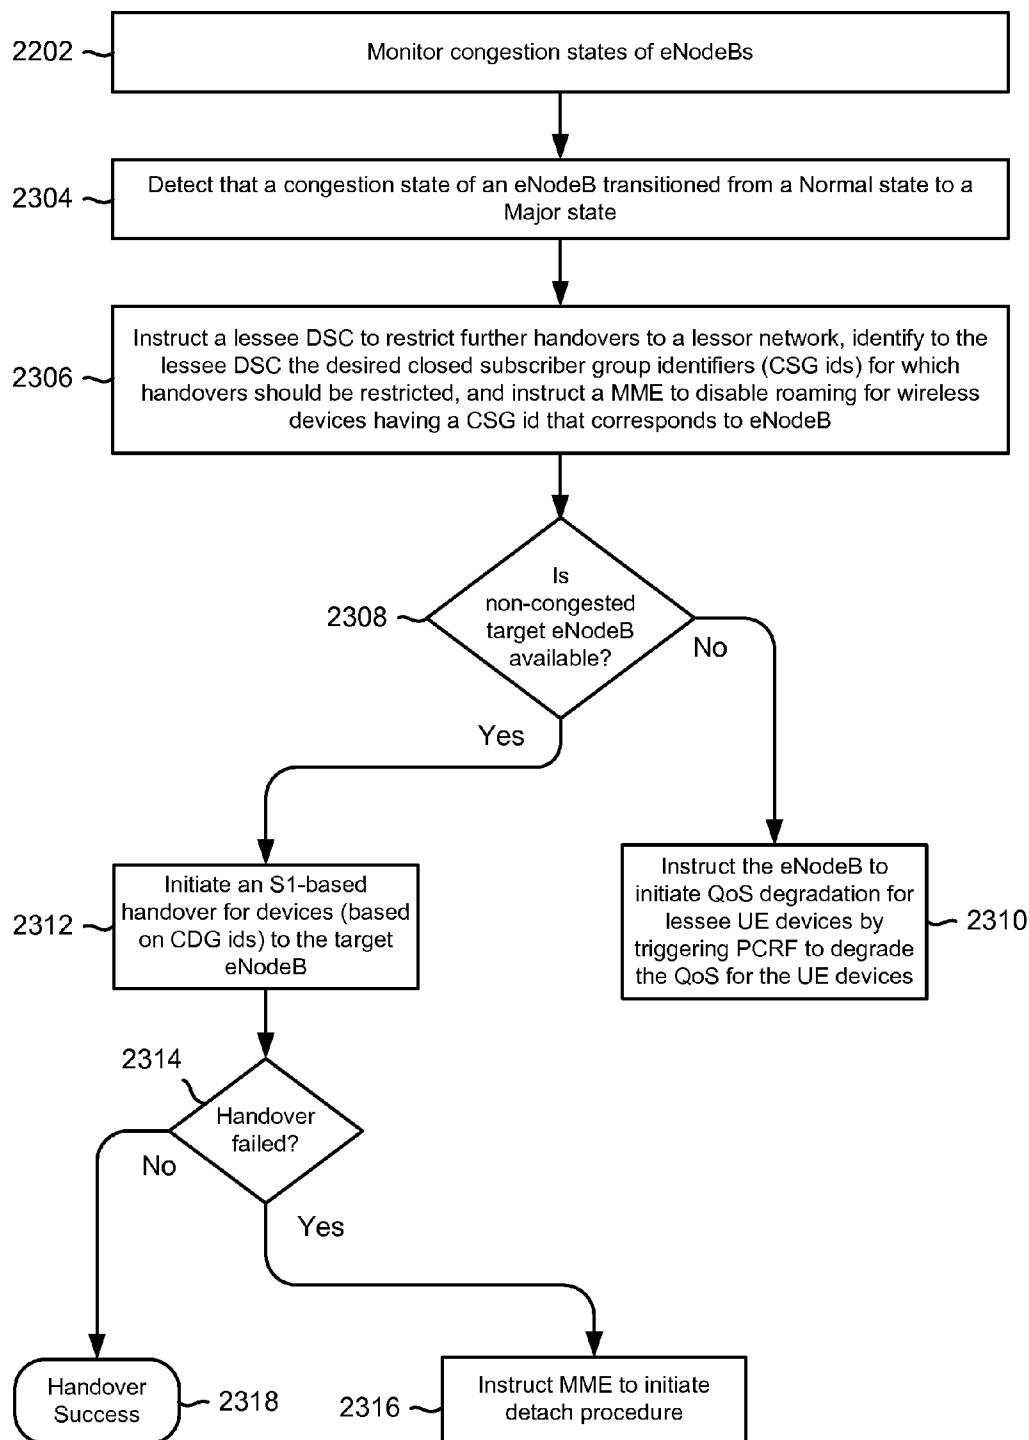 2202
Monitor congestion states of eNodeBs
2304
Detect that a congestion state of an eNodeB transitioned from a Normal state to a
Major state
2306
Instruct a lessee DSC to restrict further handovers to a lessor network, identify to the
lessee DSC the desired closed subscriber group identifiers (CSG ids) for which
handovers should be restricted, and instruct a MME to disable roaming for wireless
devices having a CSG id that corresponds to eNodeB
2308
Is
non-congested
target eNodeB
available?
No
Yes
2312
Initiate an S1-based
handover for devices (based
on CDG ids) to the target
eNodeB
Instruct the eNodeB to
initiate QoS degradation for
lessee UE devices by
triggering PCRF to degrade
the QoS for the UE devices
2310
2314
Handover
failed?
No
Yes
Handover
Success
2318
2316
Instruct MME to initiate
detach procedure